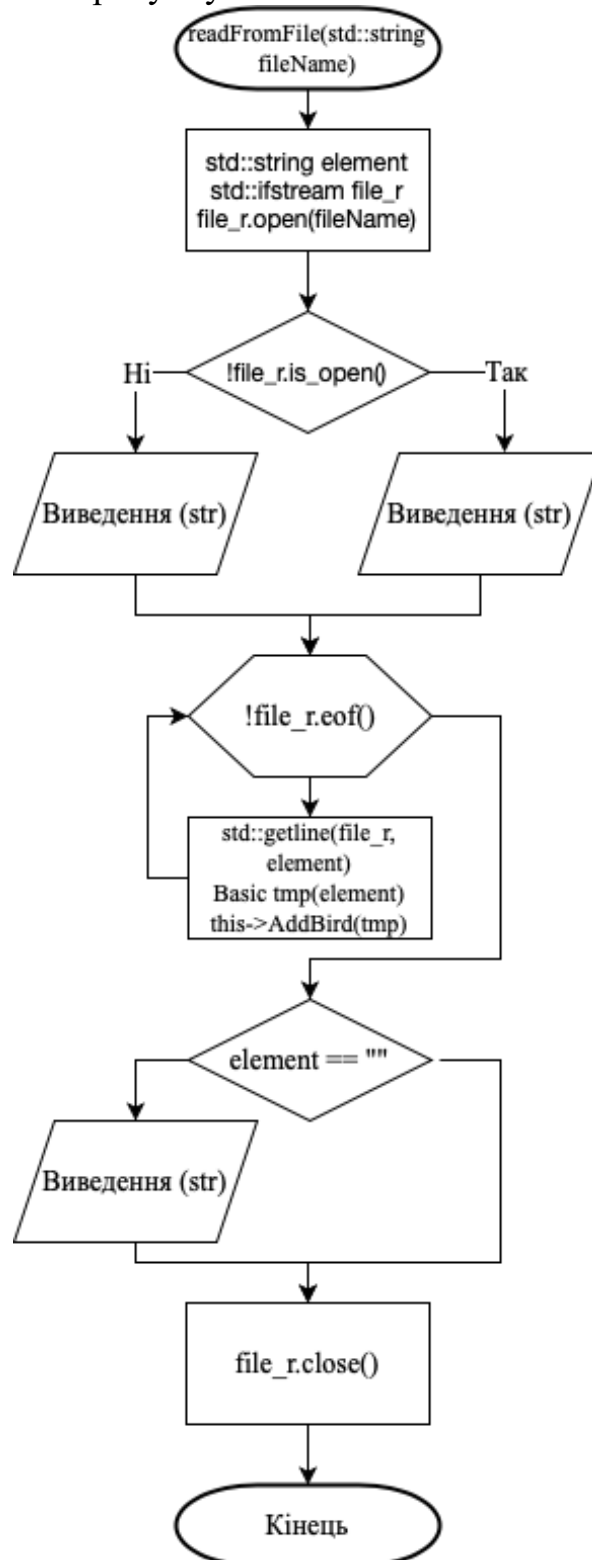 readFromFile(std::string
fileName)
std::string element
std::ifstream file_r
file_r.open(fileName)
!file_r.is_open()
Ні
Так
Виведення (str)
Виведення (str)
!file_r.eof()
std::getline(file_r,
element)
Basic tmp(element)
this->AddBird(tmp)
element == ""
Виведення (str)
file_r.close()
Кінець